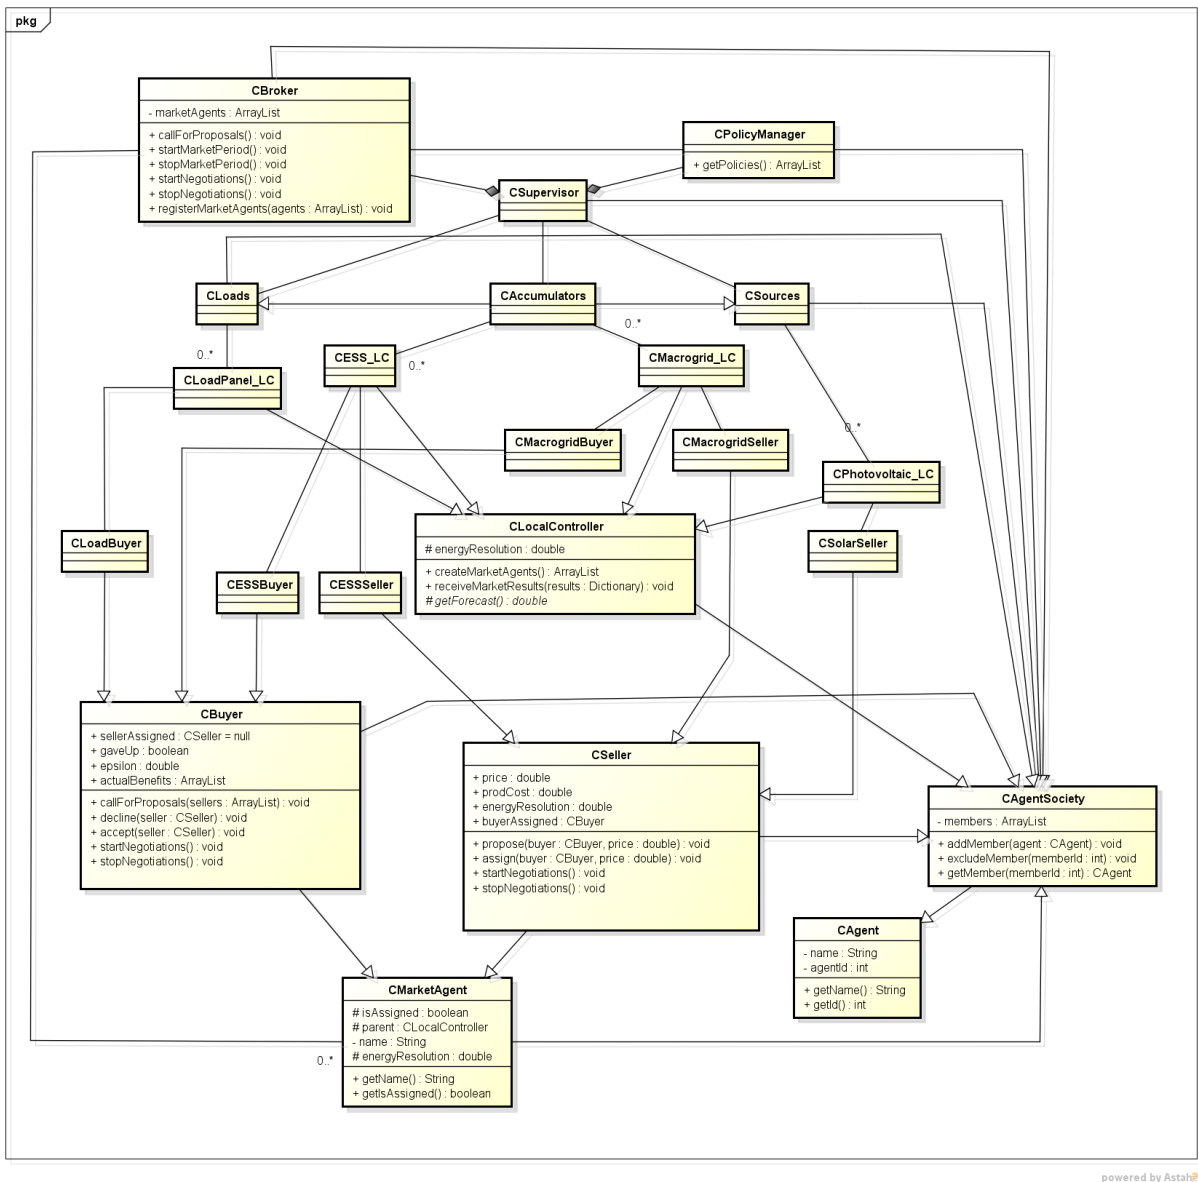 pkg
CBroker
- marketAgents : ArrayList
+ callForProposals() : void
+ startMarketPeriod() : void
+ stopMarketPeriod() : void
+ startNegotiations() : void
+ stopNegotiations() : void
+ registerMarketAgents(agents : ArrayList) : void
CPolicyManager
+ getPolicies() : ArrayList
CSupervisor
CLoads
CAccumulators
CSources
0..*
0..*
0..*
CESS_LC
CMacrogrid_LC
CLoadPanel_LC
0..*
CMacrogridBuyer
CMacrogridSeller
CPhotovoltaic_LC
CLocalController
# energyResolution : double
+ createMarketAgents() : ArrayList
+ receiveMarketResults(results : Dictionary) : void
# getForecast() : double
CLoadBuyer
CSolarSeller
CESSBuyer
CESSSeller
CBuyer
+ sellerAssigned : CSeller = null
+ gaveUp : boolean
+ epsilon : double
+ actualBenefits : ArrayList
+ callForProposals(sellers : ArrayList) : void
+ decline(seller : CSeller) : void
+ accept(seller : CSeller) : void
+ startNegotiations() : void
+ stopNegotiations() : void
CSeller
+ price : double
+ prodCost : double
+ energyResolution : double
+ buyerAssigned : CBuyer
+ propose(buyer : CBuyer, price : double) : void
+ assign(buyer : CBuyer, price : double) : void
+ startNegotiations() : void
+ stopNegotiations() : void
CAgentSociety
- members : ArrayList
+ addMember(agent : CAgent) : void
+ excludeMember(memberId : int) : void
+ getMember(memberId : int) : CAgent
CAgent
- name : String
- agentId : int
+ getName() : String
+ getId() : int
CMarketAgent
# isAssigned : boolean
# parent : CLocalController
- name : String
# energyResolution : double
+ getName() : String
+ getIsAssigned() : boolean
0..*
powered by Astah